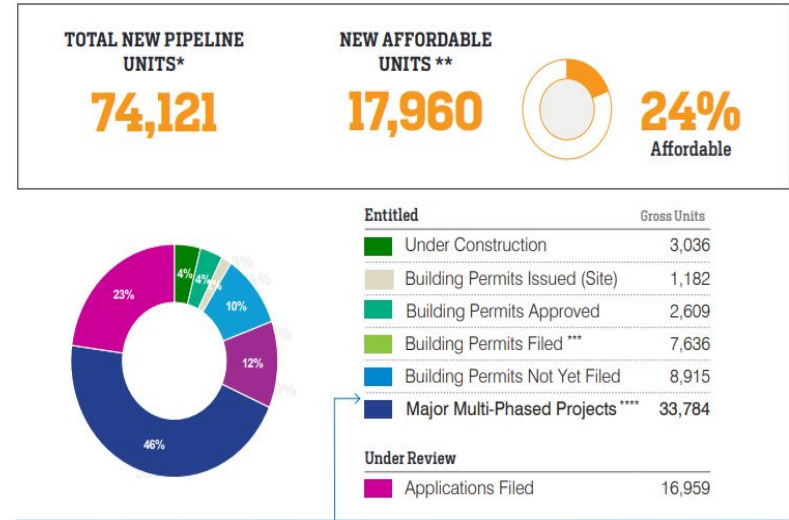 TOTAL NEW PIPELINE
UNITS*
74,121
NEW AFFORDABLE
UNITS **
17,960
24%
Affordable
Entitled Gross Units
Under Construction 3,036
Building Permits Issued (Site) 1,182
Building Permits Approved 2,609
Building Permits Filed *** 7,636
Building Permits Not Yet Filed 8,915
Major Multi-Phased Projects **** 33,784
Under Review
Applications Filed 16,959
4%
4%
10%
12%
46%
23%